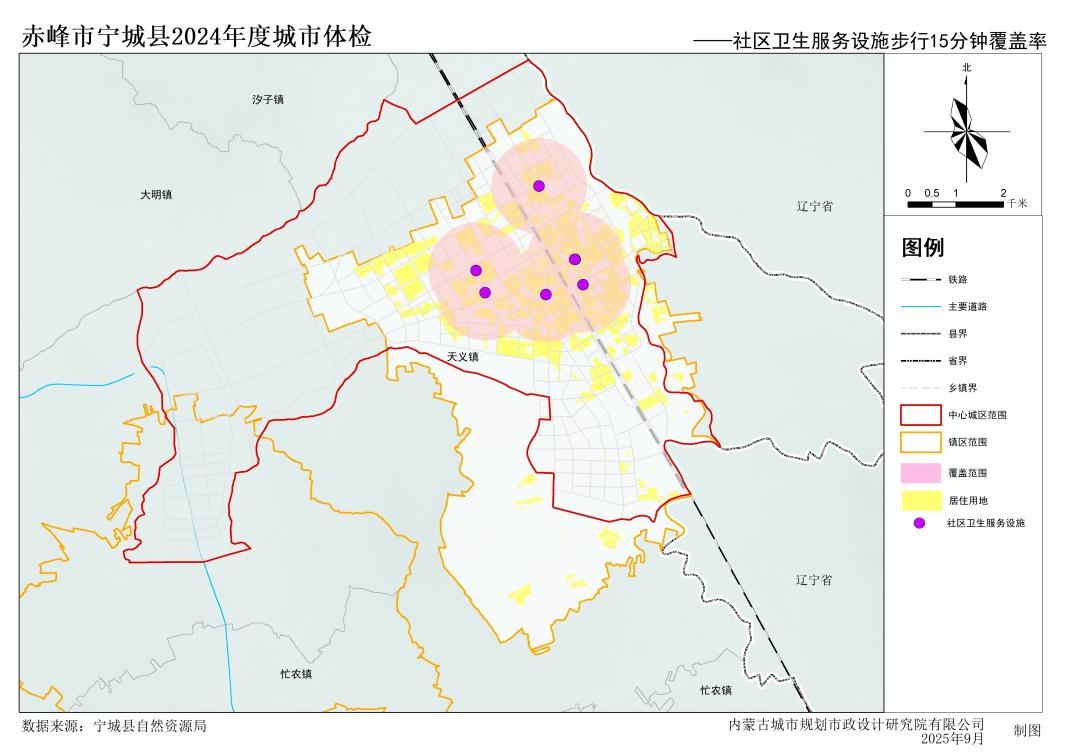 赤峰市宁城县2024年度城市体检
——社区卫生服务设施步行15分钟覆盖率
汐子镇
大明镇
辽宁省
天义镇
辽宁省
忙农镇
忙农镇
北
0 0.5 1 2
千米
图例
铁路
主要道路
县界
省界
乡镇界
中心城区范围
镇区范围
覆盖范围
居住用地
社区卫生服务设施
数据来源：宁城县自然资源局
内蒙古城市规划市政设计研究院有限公司
2025年9月
制图